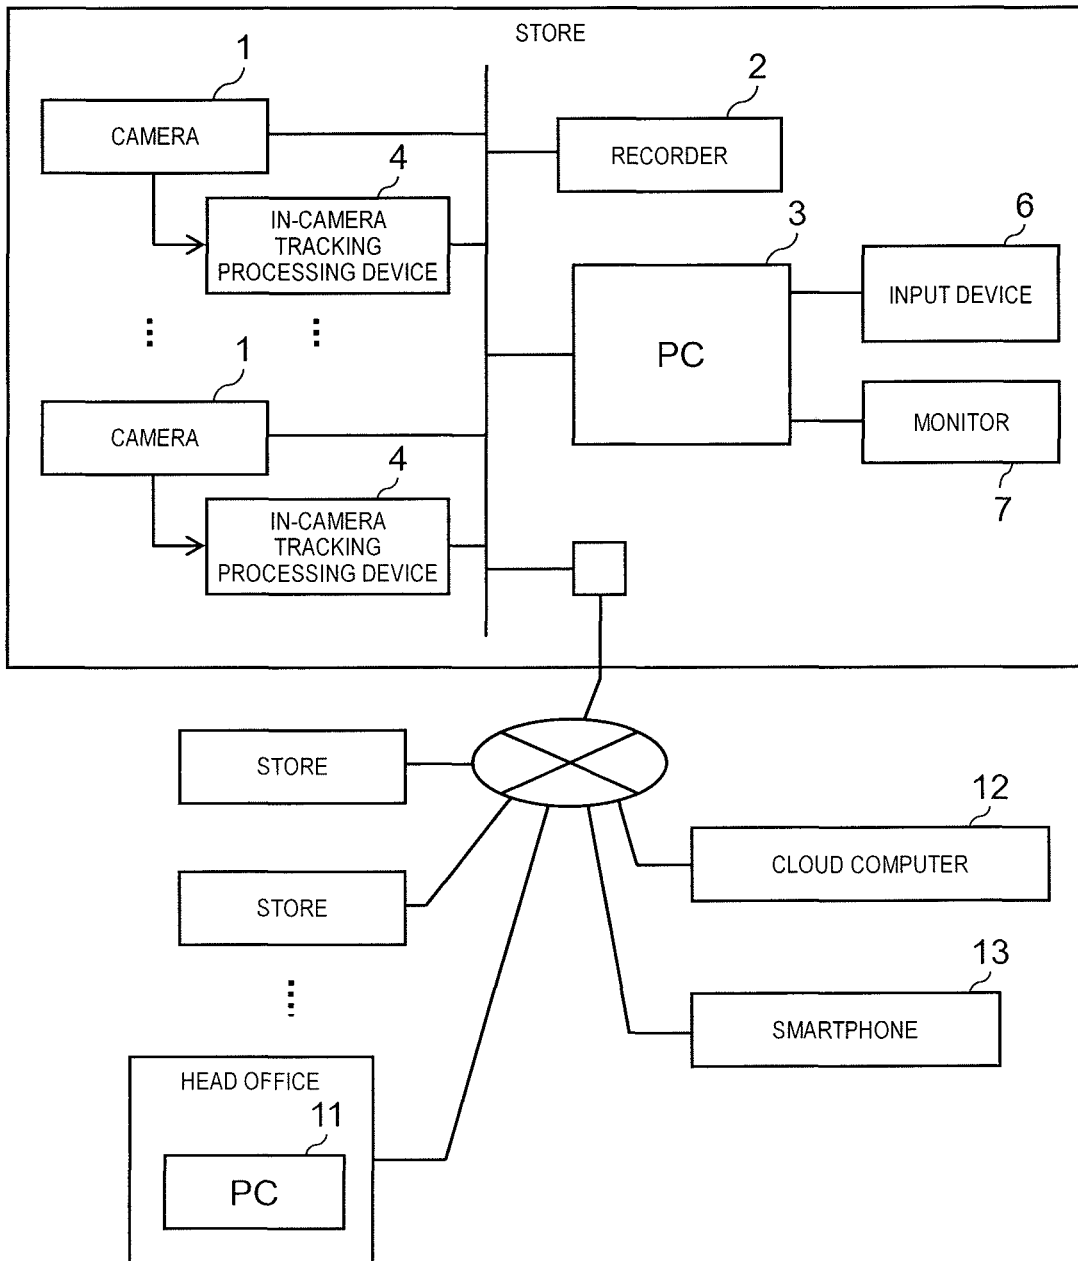 STORE
1
CAMERA
2
RECORDER
4
IN-CAMERA
TRACKING
PROCESSING DEVICE
3
PC
6
INPUT DEVICE
1
CAMERA
MONITOR
7
4
IN-CAMERA
TRACKING
PROCESSING DEVICE
STORE
12
CLOUD COMPUTER
STORE
13
SMARTPHONE
HEAD OFFICE
11
PC